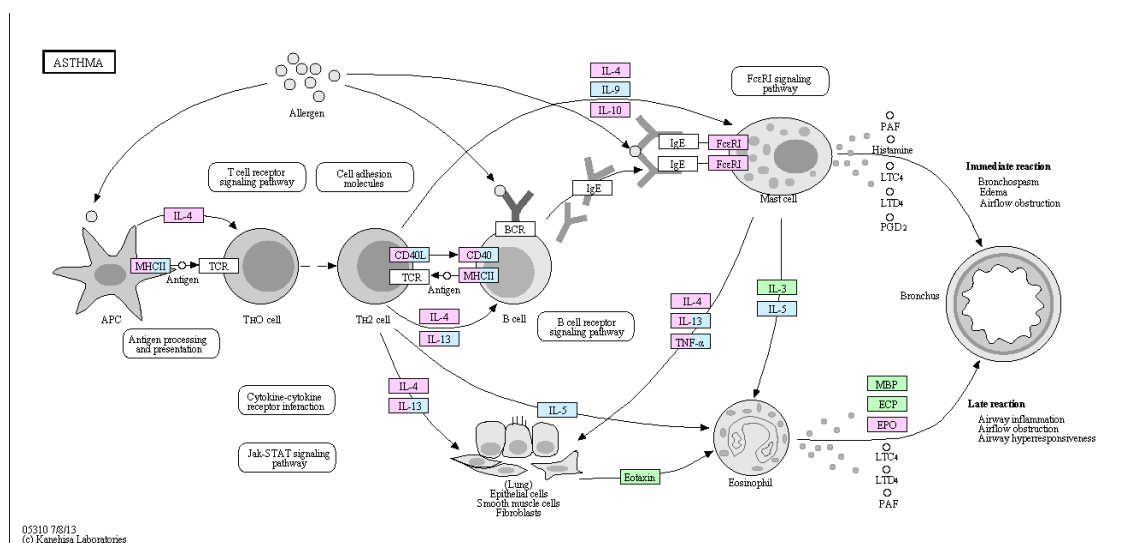 ASTHMA
Allergen
IL-4
IL-9
IL-10
FcεRI signaling
pathway
T cell receptor
signaling pathway
Cell adhesion
molecules
IgE
FcεRI
IgE
FcεRI
IgE
Mast cell
PAF
Histamine
LTC4
LTD4
PGD2
Immediate reaction
Bronchospasm
Edema
Airflow obstruction
IL-4
BCR
MHCII
TCR
Antigen
CD40L
CD40
TCR
MHCII
Antigen
APC
TH0 cell
TH2 cell
B cell
IL-4
IL-13
Antigen processing
and presentation
B cell receptor
signaling pathway
IL-4
IL-13
TNF-α
IL-3
IL-5
Bronchus
Cytokine-cytokine
receptor interaction
IL-4
IL-13
IL-5
Jak-STAT signaling
pathway
(Lung)
Epithelial cells
Smooth muscle cells
Fibroblasts
Eotaxin
Eosinophil
MBP
ECP
EPO
LTC4
LTD4
PAF
Late reaction
Airway inflammation
Airflow obstruction
Airway hyperresponsiveness
05310 7/8/13
(c) Kanehisa Laboratories